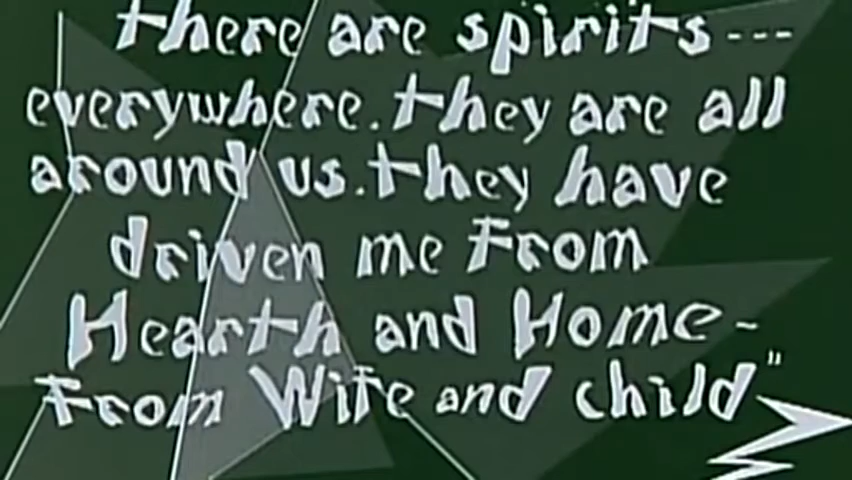 there are spirits---
everywhere. they are all
around us. they have
driven me from
Hearth and Home-
from Wife and child"